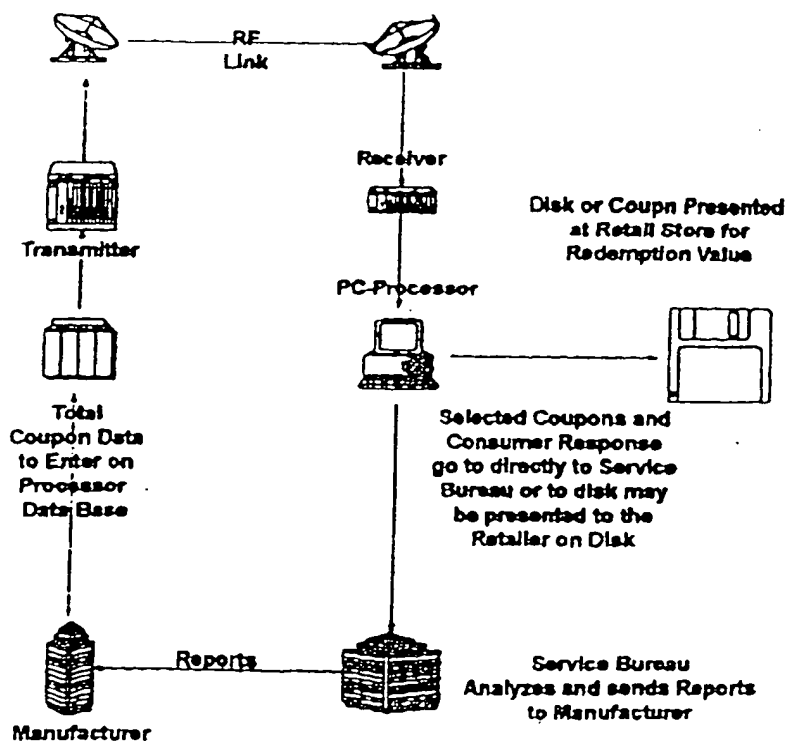 RF
Link
Receiver
Transmitter
Disk or Coupn Presented
at Retail Store for
Redemption Value
PC-Processor
Total
Coupon Data
to Enter on
Processor
Data Base
Selected Coupons and
Consumer Response
go to directly to Service
Bureau or to disk may
be presented to the
Retailer on Disk
Reports
Manufacturer
Service Bureau
Analyzes and sends Reports
to Manufacturer